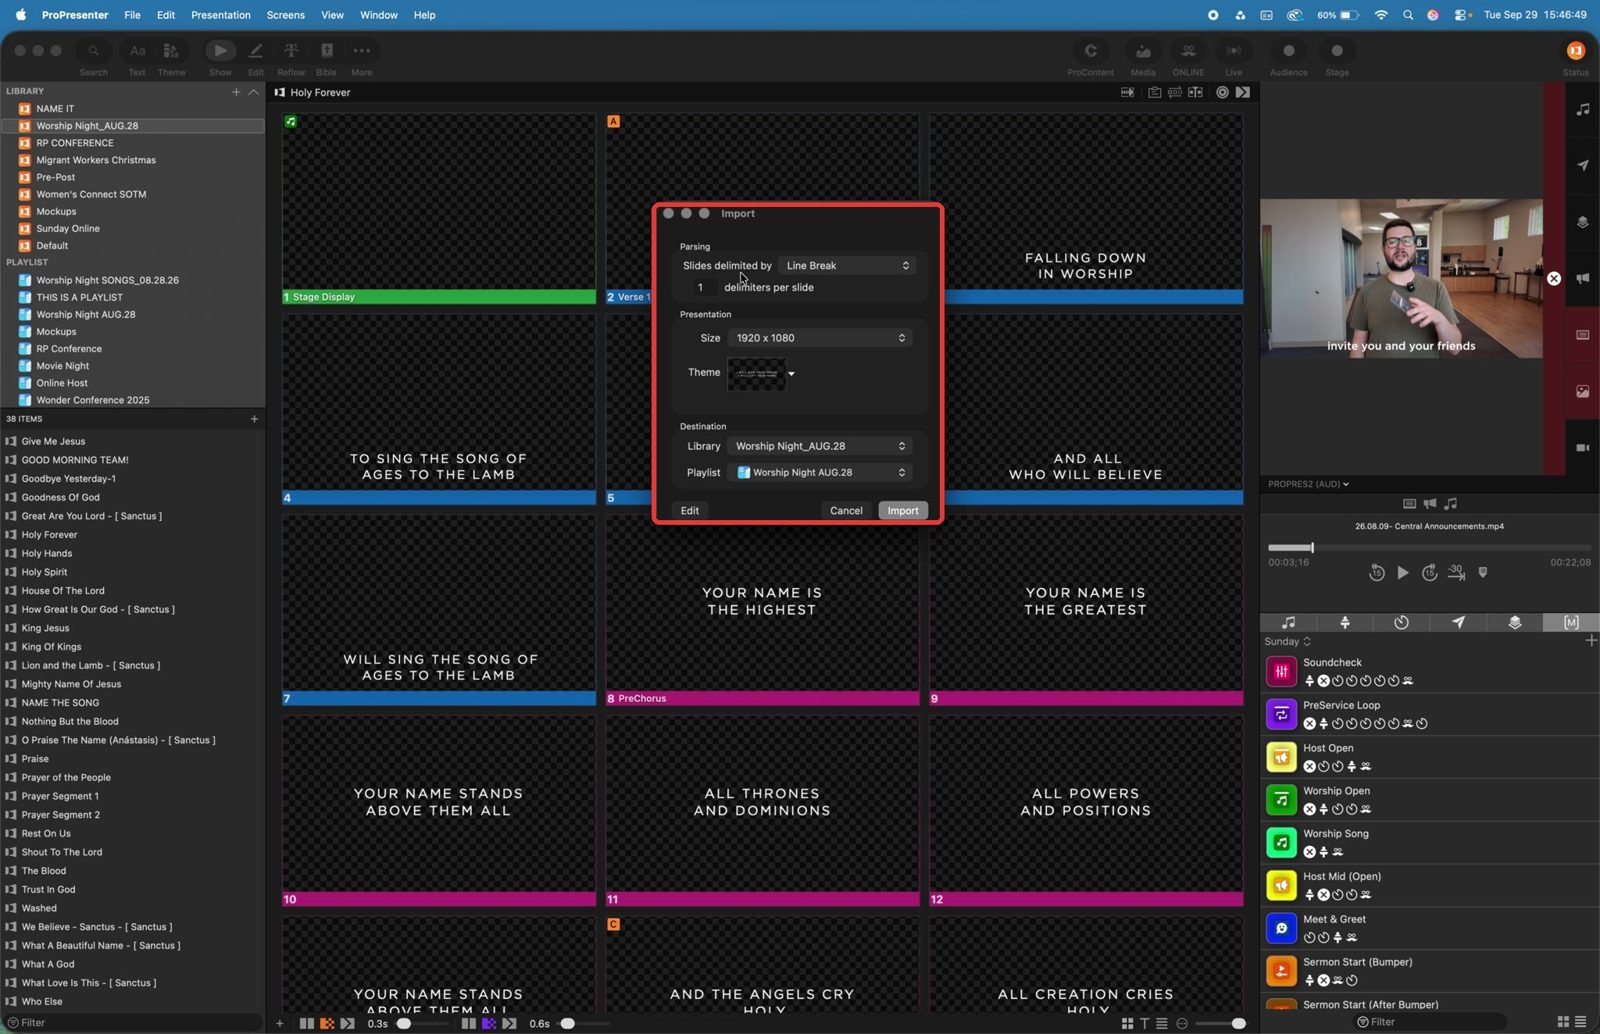 ProPresenter File Edit Presentation Screens View Window Help
60% Tue Sep 29 15:46:49
Search Text Theme Show Edit Reflow Bible More
ProContent Media ONLINE Live Audience Stage Status
LIBRARY
NAME IT
Worship Night_AUG.28
RP CONFERENCE
Migrant Workers Christmas
Pre-Post
Women's Connect SOTM
Mockups
Sunday Online
Default
PLAYLIST
Worship Night SONGS_08.28.26
THIS IS A PLAYLIST
Worship Night AUG.28
Mockups
RP Conference
Movie Night
Online Host
Wonder Conference 2025
38 ITEMS
Give Me Jesus
GOOD MORNING TEAM!
Goodbye Yesterday-1
Goodness Of God
Great Are You Lord - [ Sanctus ]
Holy Forever
Holy Hands
Holy Spirit
House Of The Lord
How Great Is Our God - [ Sanctus ]
King Jesus
King Of Kings
Lion and the Lamb - [ Sanctus ]
Mighty Name Of Jesus
NAME THE SONG
Nothing But the Blood
O Praise The Name (Anástasis) - [ Sanctus ]
Praise
Prayer of the People
Prayer Segment 1
Prayer Segment 2
Rest On Us
Shout To The Lord
The Blood
Trust In God
Washed
We Believe - Sanctus - [ Sanctus ]
What A Beautiful Name - [ Sanctus ]
What A God
What Love Is This - [ Sanctus ]
Who Else
Filter
Holy Forever
1 Stage Display
A
2 Verse 1
FALLING DOWN
IN WORSHIP
TO SING THE SONG OF
AGES TO THE LAMB
4
5
AND ALL
WHO WILL BELIEVE
WILL SING THE SONG OF
AGES TO THE LAMB
7
YOUR NAME IS
THE HIGHEST
8 PreChorus
YOUR NAME IS
THE GREATEST
9
YOUR NAME STANDS
ABOVE THEM ALL
10
ALL THRONES
AND DOMINIONS
11
ALL POWERS
AND POSITIONS
12
YOUR NAME STANDS
ABOVE THEM ALL
C
AND THE ANGELS CRY
HOLY
ALL CREATION CRIES
HOLY
0.3s 0.6s
Import
Parsing
Slides delimited by Line Break
1 delimiters per slide
Presentation
Size 1920 x 1080
Theme
Destination
Library Worship Night_AUG.28
Playlist Worship Night AUG.28
Edit Cancel Import
invite you and your friends
PROPRES2 (AUD)
26.08.09- Central Announcements.mp4
00:03;16 00:22;08
15 15 -30
[M]
Sunday
Soundcheck
PreService Loop
Host Open
Worship Open
Worship Song
Host Mid (Open)
Meet & Greet
Sermon Start (Bumper)
Sermon Start (After Bumper)
Filter